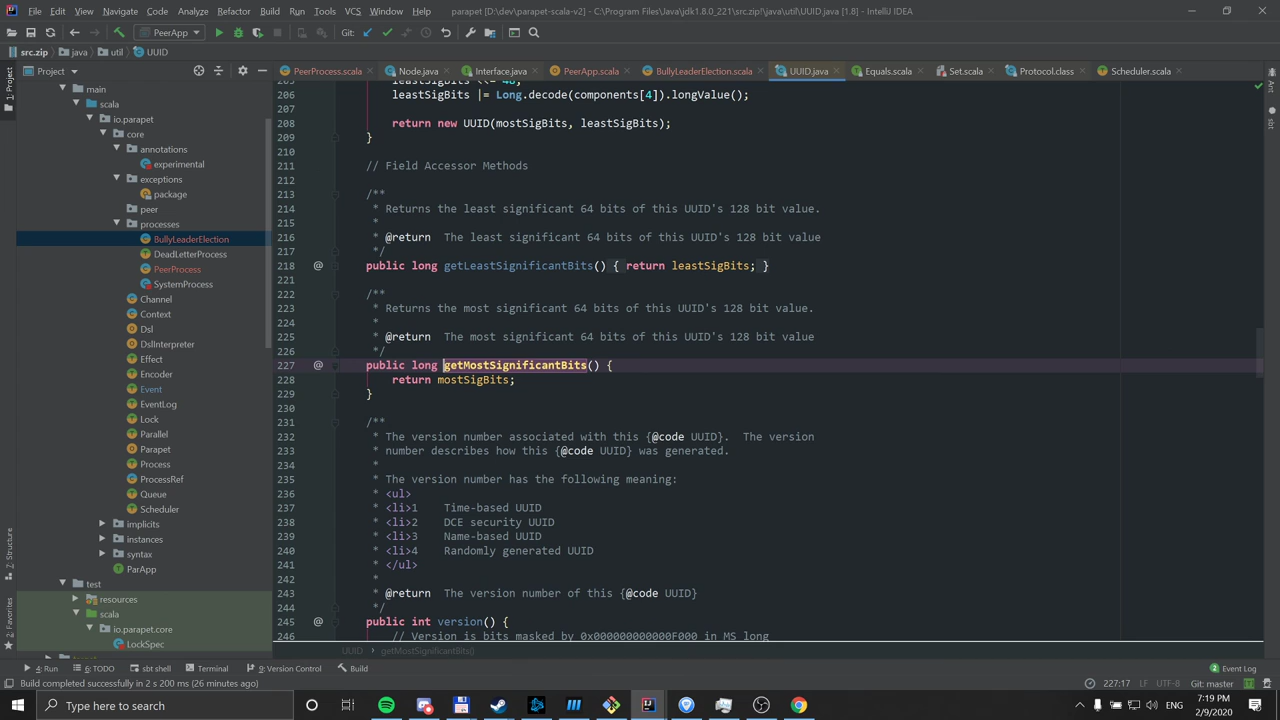 File Edit View Navigate Code Analyze Refactor Build Run Tools VCS Window Help parapet [D:\dev\parapet-scala-v2] - C:\Program Files\Java\jdk1.8.0_221\src.zip!\java\util\UUID.java [1.8] - IntelliJ IDEA
PeerApp Git:
src.zip java util UUID
1: Project
Project
PeerProcess.scala Node.java Interface.java PeerApp.scala BullyLeaderElection.scala UUID.java Equals.scala Set.scala Protocol.class Scheduler.scala
Ant
sbt
main
scala
io.parapet
core
annotations
experimental
exceptions
package
peer
processes
BullyLeaderElection
DeadLetterProcess
PeerProcess
SystemProcess
Channel
Context
Dsl
DslInterpreter
Effect
Encoder
Event
EventLog
Lock
Parallel
Parapet
Process
ProcessRef
Queue
Scheduler
implicits
instances
syntax
ParApp
test
resources
scala
io.parapet.core
LockSpec
7: Structure
2: Favorites
205 leastSigBits <<= 48;
206 leastSigBits |= Long.decode(components[4]).longValue();
207
208 return new UUID(mostSigBits, leastSigBits);
209 }
210
211 // Field Accessor Methods
212
213 /**
214 * Returns the least significant 64 bits of this UUID's 128 bit value.
215 *
216 * @return The least significant 64 bits of this UUID's 128 bit value
217 */
218 @ public long getLeastSignificantBits() { return leastSigBits; }
221
222 /**
223 * Returns the most significant 64 bits of this UUID's 128 bit value.
224 *
225 * @return The most significant 64 bits of this UUID's 128 bit value
226 */
227 @ public long getMostSignificantBits() {
228 return mostSigBits;
229 }
230
231 /**
232 * The version number associated with this {@code UUID}. The version
233 * number describes how this {@code UUID} was generated.
234 *
235 * The version number has the following meaning:
236 * <ul>
237 * <li>1 Time-based UUID
238 * <li>2 DCE security UUID
239 * <li>3 Name-based UUID
240 * <li>4 Randomly generated UUID
241 * </ul>
242 *
243 * @return The version number of this {@code UUID}
244 */
245 @ public int version() {
246 // Version is bits masked by 0x000000000000F000 in MS long
UUID › getMostSignificantBits()
4: Run 6: TODO sbt shell Terminal 9: Version Control Build 2 Event Log
Build completed successfully in 2 s 200 ms (26 minutes ago) 227:17 LF UTF-8 Git: master
Type here to search
7:19 PM
2/9/2020